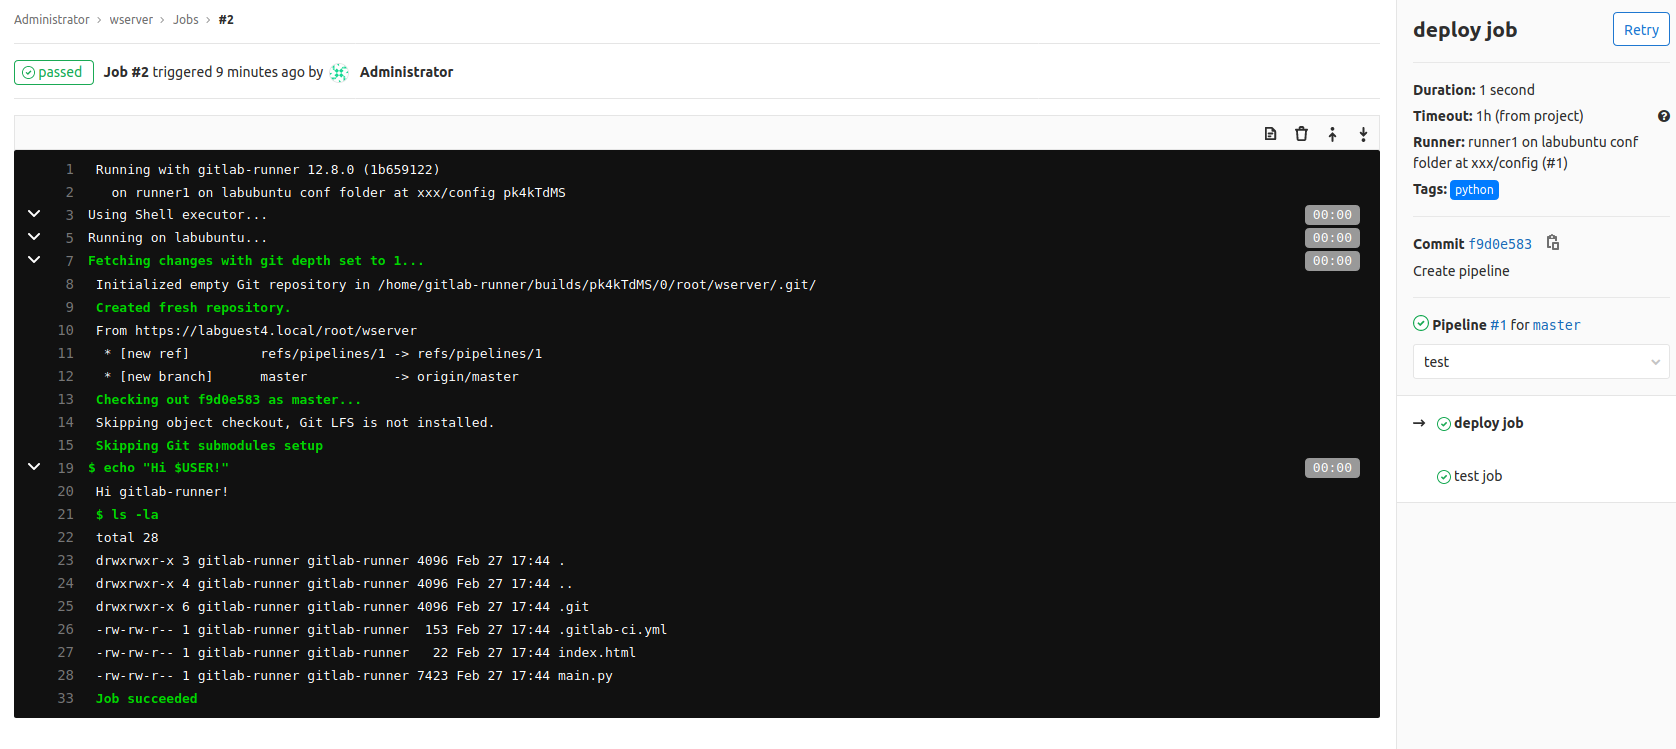 Administrator › wserver › Jobs › #2
passed Job #2 triggered 9 minutes ago by Administrator
1 Running with gitlab-runner 12.8.0 (1b659122)
2 on runner1 on labubuntu conf folder at xxx/config pk4kTdMS
3 Using Shell executor... 00:00
5 Running on labubuntu... 00:00
7 Fetching changes with git depth set to 1... 00:00
8 Initialized empty Git repository in /home/gitlab-runner/builds/pk4kTdMS/0/root/wserver/.git/
9 Created fresh repository.
10 From https://labguest4.local/root/wserver
11 * [new ref] refs/pipelines/1 -> refs/pipelines/1
12 * [new branch] master -> origin/master
13 Checking out f9d0e583 as master...
14 Skipping object checkout, Git LFS is not installed.
15 Skipping Git submodules setup
19 $ echo "Hi $USER!" 00:00
20 Hi gitlab-runner!
21 $ ls -la
22 total 28
23 drwxrwxr-x 3 gitlab-runner gitlab-runner 4096 Feb 27 17:44 .
24 drwxrwxr-x 4 gitlab-runner gitlab-runner 4096 Feb 27 17:44 ..
25 drwxrwxr-x 6 gitlab-runner gitlab-runner 4096 Feb 27 17:44 .git
26 -rw-rw-r-- 1 gitlab-runner gitlab-runner 153 Feb 27 17:44 .gitlab-ci.yml
27 -rw-rw-r-- 1 gitlab-runner gitlab-runner 22 Feb 27 17:44 index.html
28 -rw-rw-r-- 1 gitlab-runner gitlab-runner 7423 Feb 27 17:44 main.py
33 Job succeeded
deploy job Retry
Duration: 1 second
Timeout: 1h (from project) ?
Runner: runner1 on labubuntu conf
folder at xxx/config (#1)
Tags: python
Commit f9d0e583
Create pipeline
Pipeline #1 for master
test
→ deploy job
test job